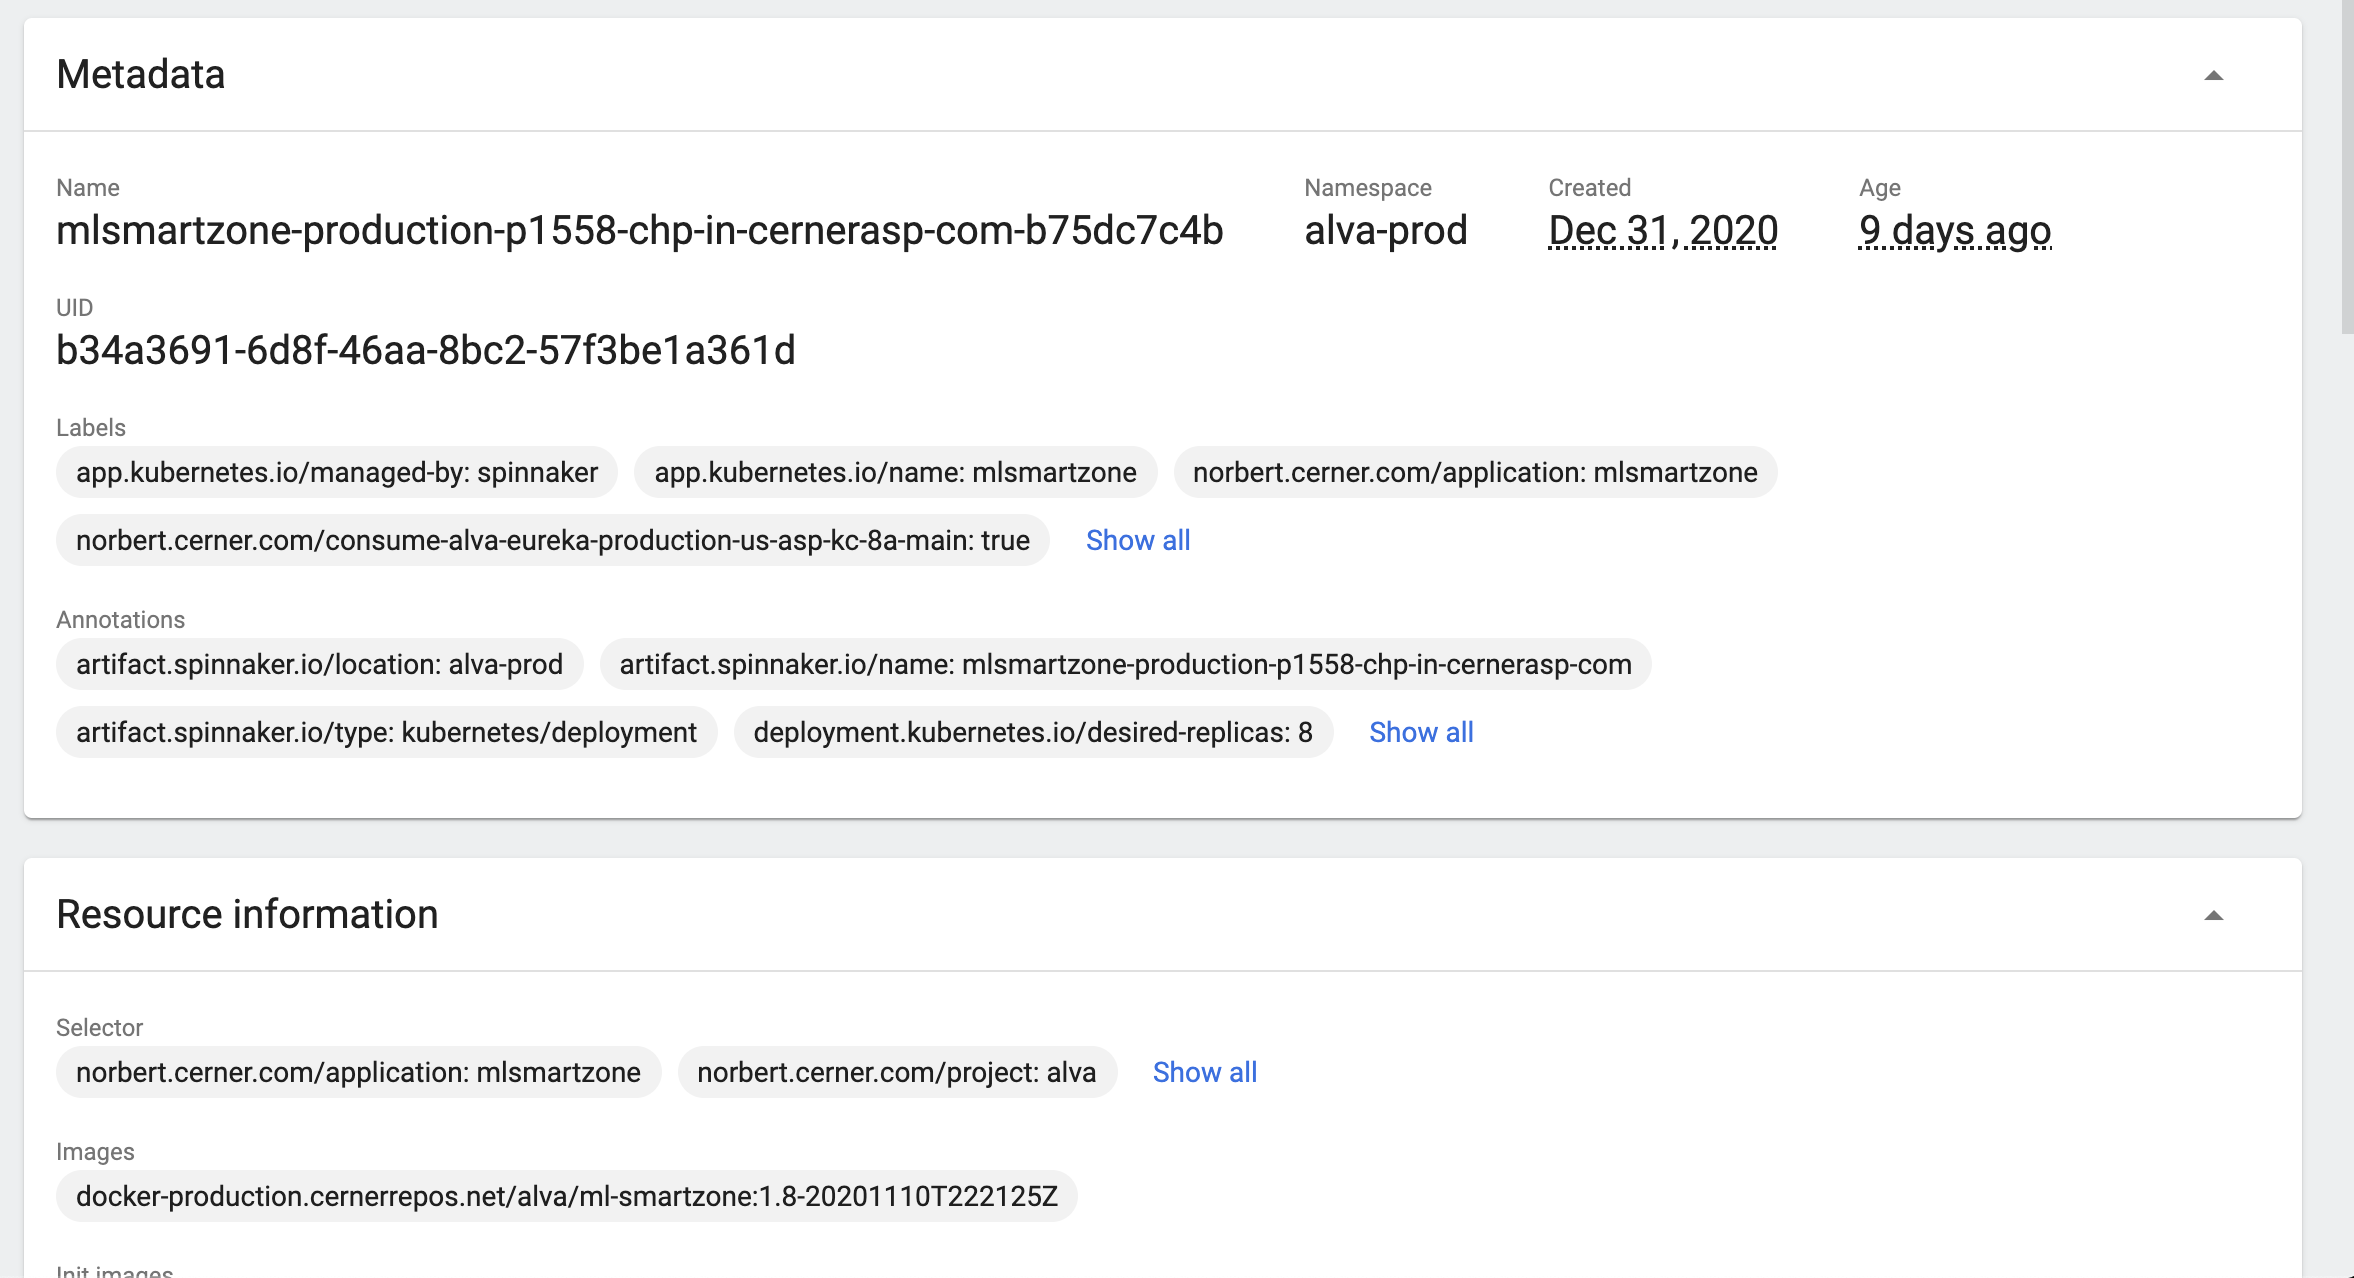 Metadata
Name Namespace Created Age
mlsmartzone-production-p1558-chp-in-cernerasp-com-b75dc7c4b alva-prod Dec 31, 2020 9 days ago
UID
b34a3691-6d8f-46aa-8bc2-57f3be1a361d
Labels
app.kubernetes.io/managed-by: spinnaker app.kubernetes.io/name: mlsmartzone norbert.cerner.com/application: mlsmartzone
norbert.cerner.com/consume-alva-eureka-production-us-asp-kc-8a-main: true Show all
Annotations
artifact.spinnaker.io/location: alva-prod artifact.spinnaker.io/name: mlsmartzone-production-p1558-chp-in-cernerasp-com
artifact.spinnaker.io/type: kubernetes/deployment deployment.kubernetes.io/desired-replicas: 8 Show all
Resource information
Selector
norbert.cerner.com/application: mlsmartzone norbert.cerner.com/project: alva Show all
Images
docker-production.cernerrepos.net/alva/ml-smartzone:1.8-20201110T222125Z
Init images